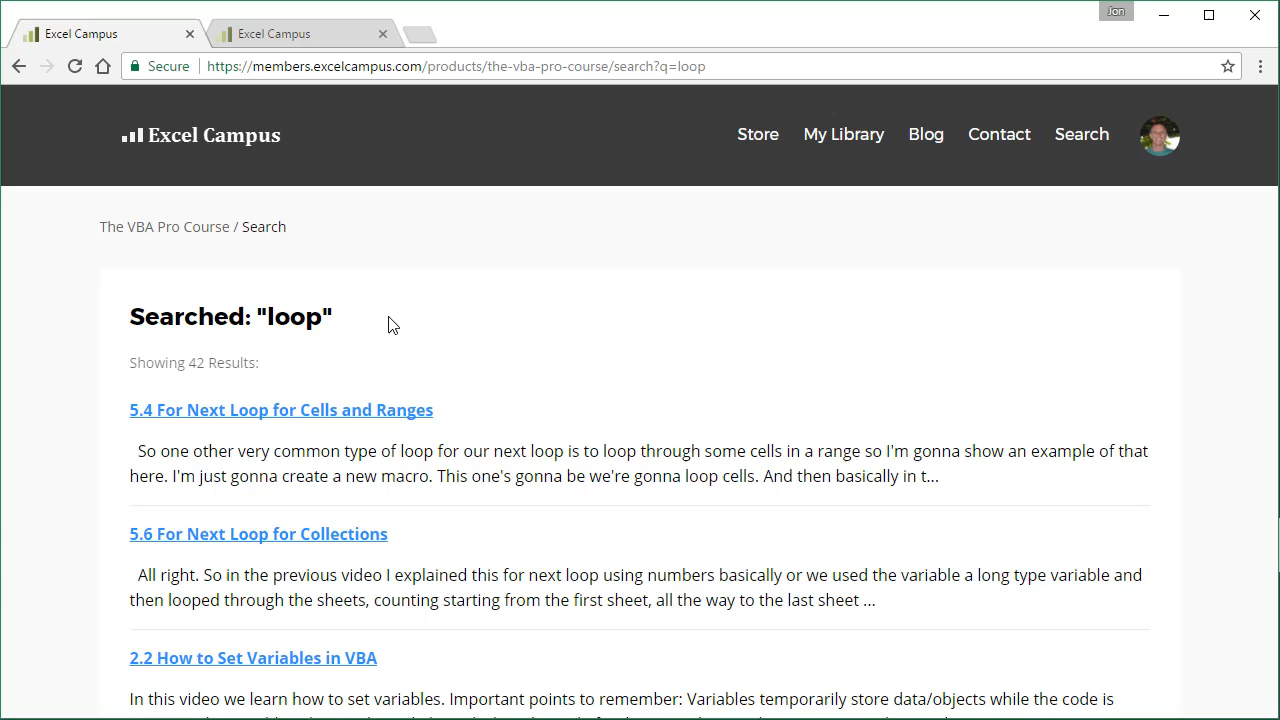 Jon
Excel Campus
Excel Campus
Secure https://members.excelcampus.com/products/the-vba-pro-course/search?q=loop
Excel Campus
Store My Library Blog Contact Search
The VBA Pro Course / Search
Searched: "loop"
Showing 42 Results:
5.4 For Next Loop for Cells and Ranges
So one other very common type of loop for our next loop is to loop through some cells in a range so I'm gonna show an example of that
here. I'm just gonna create a new macro. This one's gonna be we're gonna loop cells. And then basically in t...
5.6 For Next Loop for Collections
All right. So in the previous video I explained this for next loop using numbers basically or we used the variable a long type variable and
then looped through the sheets, counting starting from the first sheet, all the way to the last sheet ...
2.2 How to Set Variables in VBA
In this video we learn how to set variables. Important points to remember: Variables temporarily store data/objects while the code is